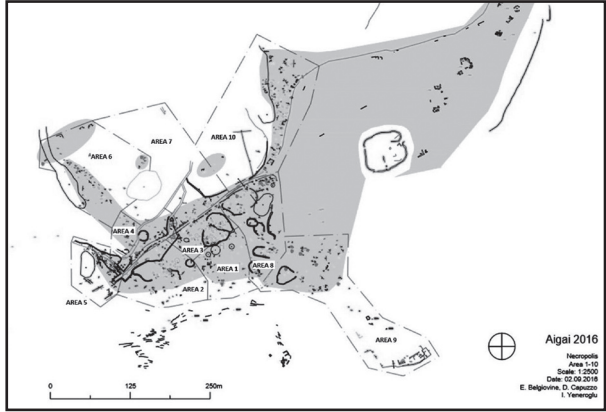 AREA 10
AREA 7
AREA 6
AREA 4
AREA 3
AREA 1
AREA 8
AREA 2
AREA 5
AREA 9
Aigai 2016
Necropolis
Area 1-10
Scale: 1:2500
Date: 02.09.2016
E. Belgiovine, D. Capuzzo
I. Yeneroglu
0 125 250m